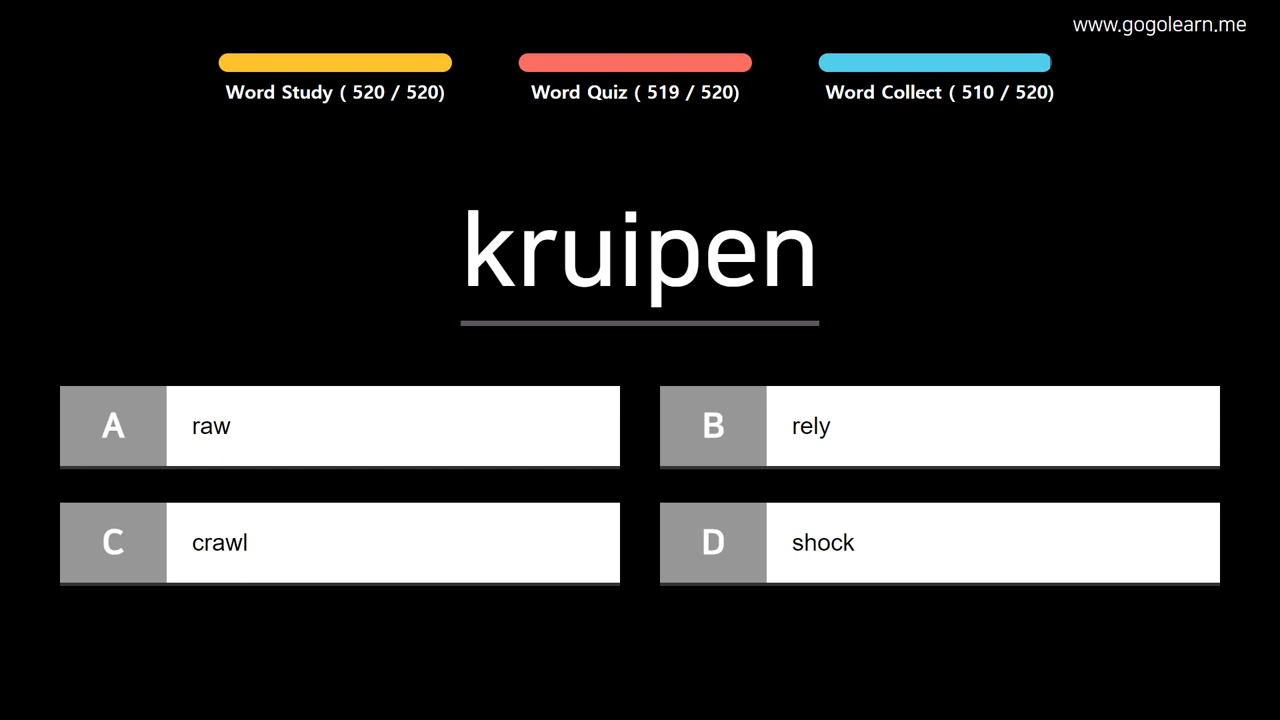 www.gogolearn.me
Word Study ( 520 / 520)
Word Quiz ( 519 / 520)
Word Collect ( 510 / 520)
kruipen
A
raw
B
rely
C
crawl
D
shock